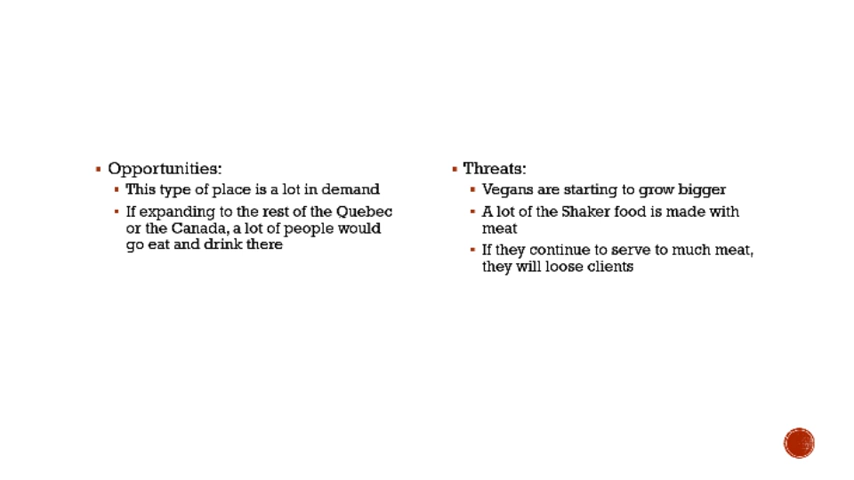 Opportunities:
This type of place is a lot in demand
If expanding to the rest of the Quebec
or the Canada, a lot of people would
go eat and drink there
Threats:
Vegans are starting to grow bigger
A lot of the Shaker food is made with
meat
If they continue to serve to much meat,
they will loose clients